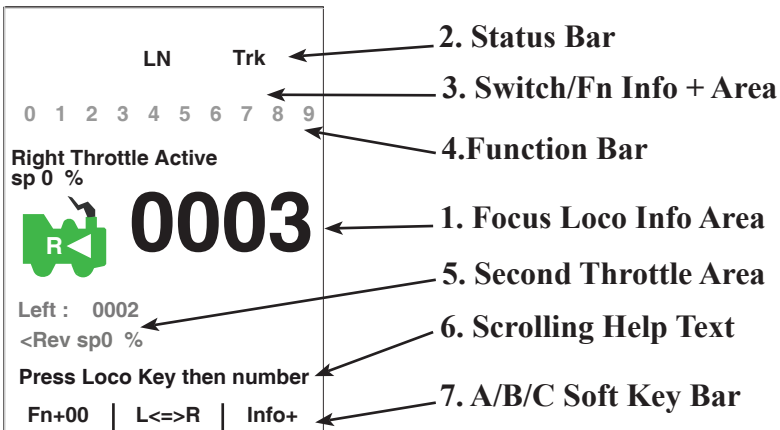 LN Trk
2. Status Bar
3. Switch/Fn Info + Area
0 1 2 3 4 5 6 7 8 9
4.Function Bar
Right Throttle Active
sp 0 %
R
0003
1. Focus Loco Info Area
5. Second Throttle Area
Left : 0002
<Rev sp0 %
6. Scrolling Help Text
Press Loco Key then number
7. A/B/C Soft Key Bar
Fn+00 | L<=>R | Info+